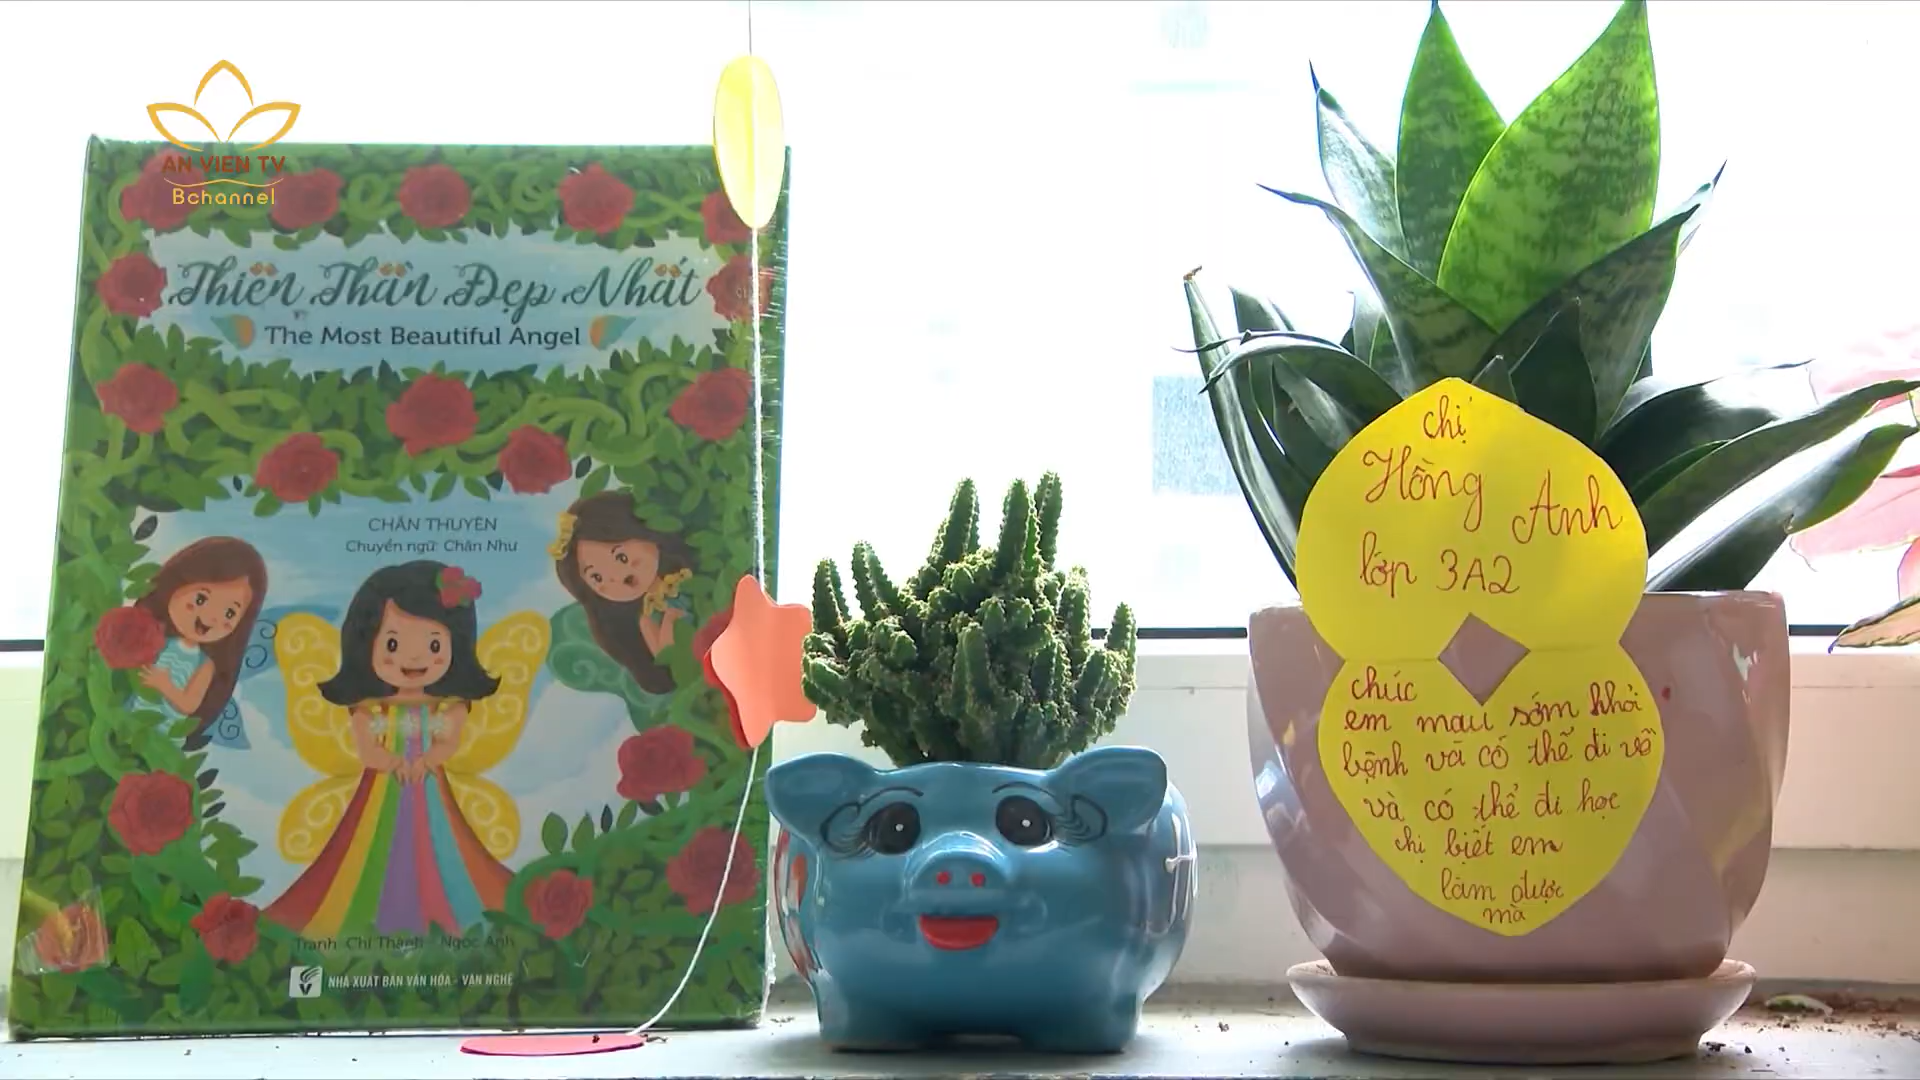 AN VIEN TV
Bchannel
Thiên Thần Đẹp Nhất
The Most Beautiful Angel
CHÂN THUYÊN
Chuyển ngữ: Chân Như
Tranh: Chí Thành - Ngọc Ánh
NHÀ XUẤT BẢN VĂN HÓA - VĂN NGHỆ
chị
Hồng Anh
lớp 3A2
chúc
em mau sớm khỏi
bệnh và có thể đi về
và có thể đi học
chị biết em
làm được
mà